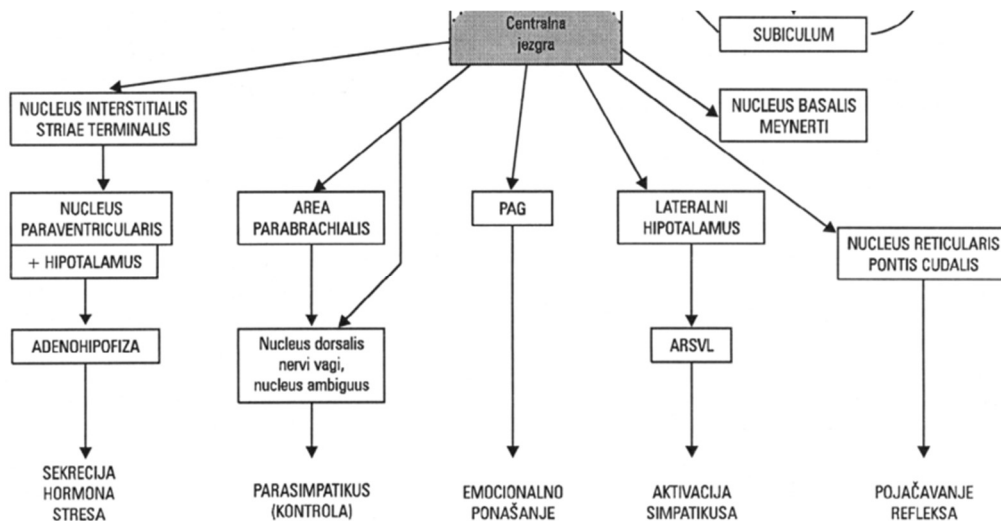 Centralna
jezgra
SUBICULUM
NUCLEUS INTERSTITIALIS
STRIAE TERMINALIS
NUCLEUS BASALIS
MEYNERTI
NUCLEUS
PARAVENTRICULARIS
+ HIPOTALAMUS
AREA
PARABRACHIALIS
PAG
LATERALNI
HIPOTALAMUS
NUCLEUS RETICULARIS
PONTIS CUDALIS
ADENOHIPOFIZA
Nucleus dorsalis
nervi vagi,
nucleus ambiguus
ARSVL
SEKRECIJA
HORMONA
STRESA
PARASIMPATIKUS
(KONTROLA)
EMOCIONALNO
PONAŠANJE
AKTIVACIJA
SIMPATIKUSA
POJAČAVANJE
REFLEKSA